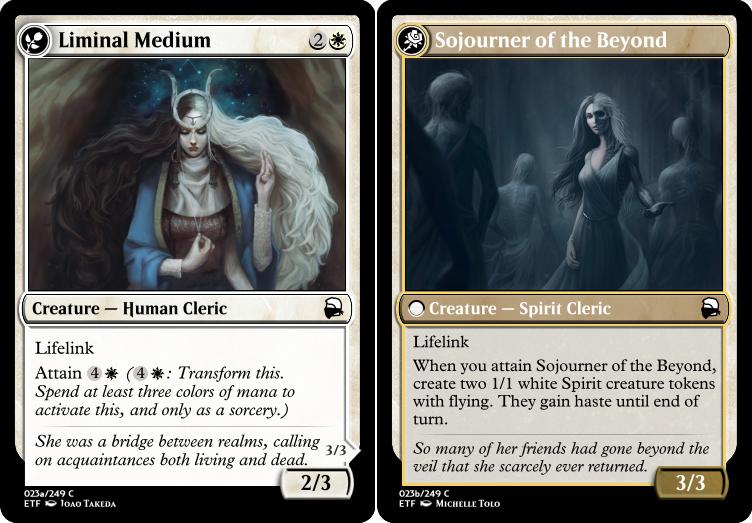 Liminal Medium
2
Creature — Human Cleric
Lifelink
Attain 4 (4 : Transform this.
Spend at least three colors of mana to
activate this, and only as a sorcery.)
She was a bridge between realms, calling
on acquaintances both living and dead.
3/3
2/3
023a/249 C
ETF Joao Takeda
Sojourner of the Beyond
Creature — Spirit Cleric
Lifelink
When you attain Sojourner of the Beyond,
create two 1/1 white Spirit creature tokens
with flying. They gain haste until end of
turn.
So many of her friends had gone beyond the
veil that she scarcely ever returned.
3/3
023b/249 C
ETF Michelle Tolo